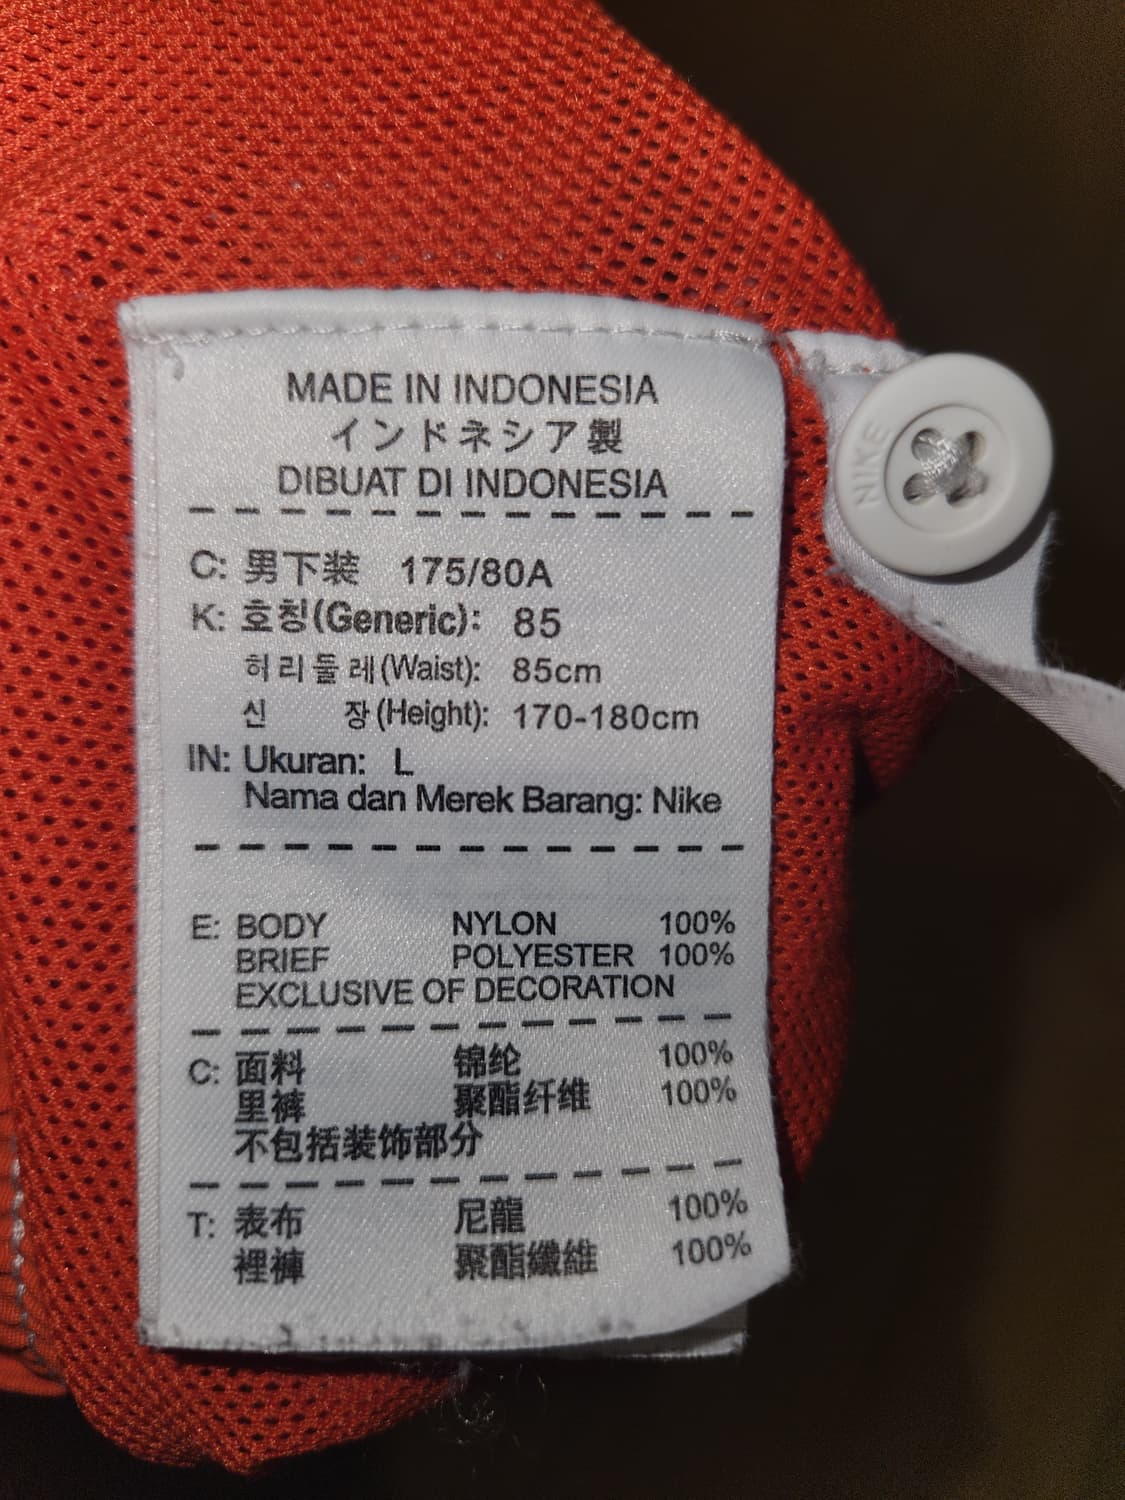 MADE IN INDONESIA
インドネシア製
DIBUAT DI INDONESIA
C: 男下装 175/80A
K: 호칭(Generic): 85
허리둘레(Waist): 85cm
신 장(Height): 170-180cm
IN: Ukuran: L
Nama dan Merek Barang: Nike
E: BODY NYLON 100%
BRIEF POLYESTER 100%
EXCLUSIVE OF DECORATION
C: 面料 锦纶 100%
里裤 聚酯纤维 100%
不包括装饰部分
T: 表布 尼龍 100%
裡褲 聚酯纖維 100%
NIKE